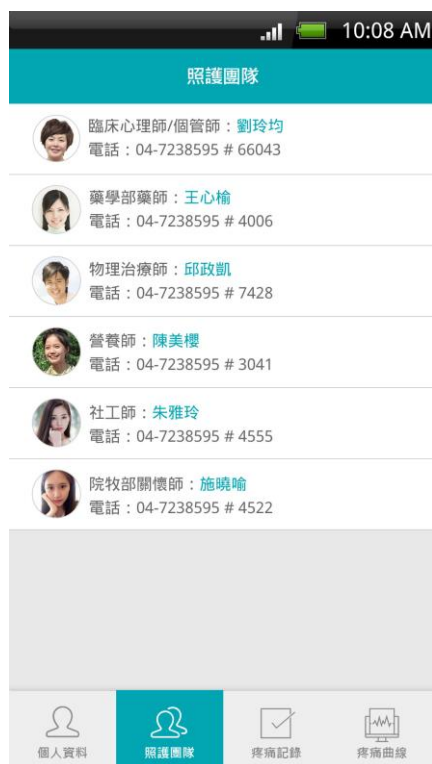 10:08 AM
照護團隊
臨床心理師/個管師：劉玲均
電話：04-7238595 # 66043
藥學部藥師：王心榆
電話：04-7238595 # 4006
物理治療師：邱政凱
電話：04-7238595 # 7428
營養師：陳美櫻
電話：04-7238595 # 3041
社工師：朱雅玲
電話：04-7238595 # 4555
院牧部關懷師：施曉喻
電話：04-7238595 # 4522
個人資料
照護團隊
疼痛記錄
疼痛曲線